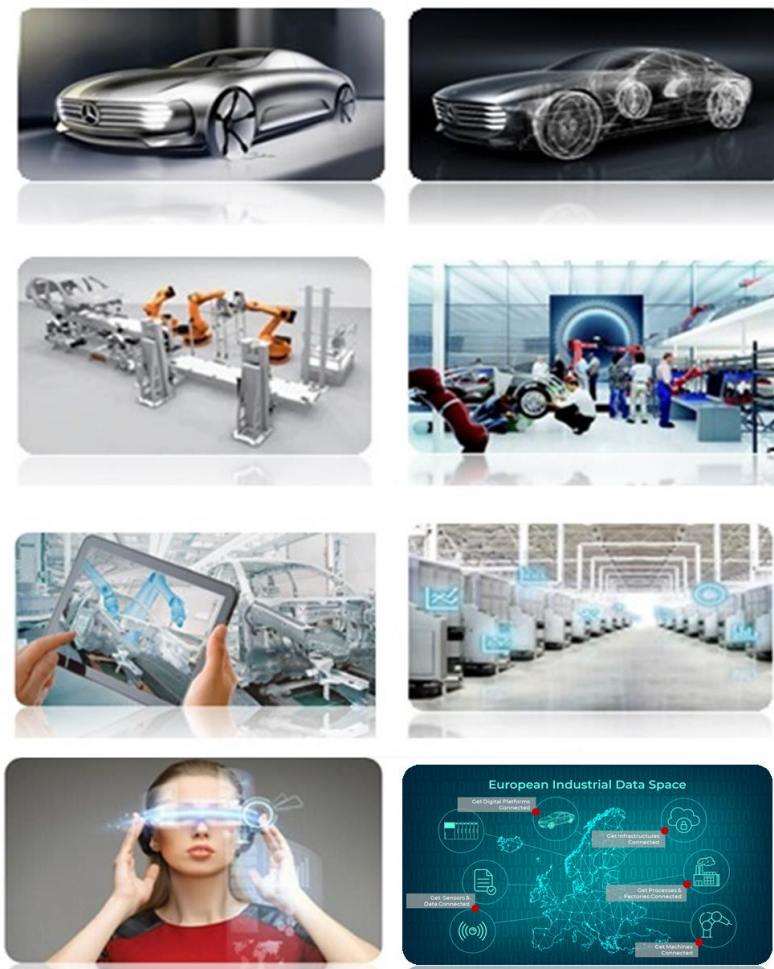 European Industrial Data Space
Get Digital Platforms
Connected
Get Infrastructures
Connected
Get Processes &
Factories Connected
Get Sensors &
Data Connected
Get Machines
Connected